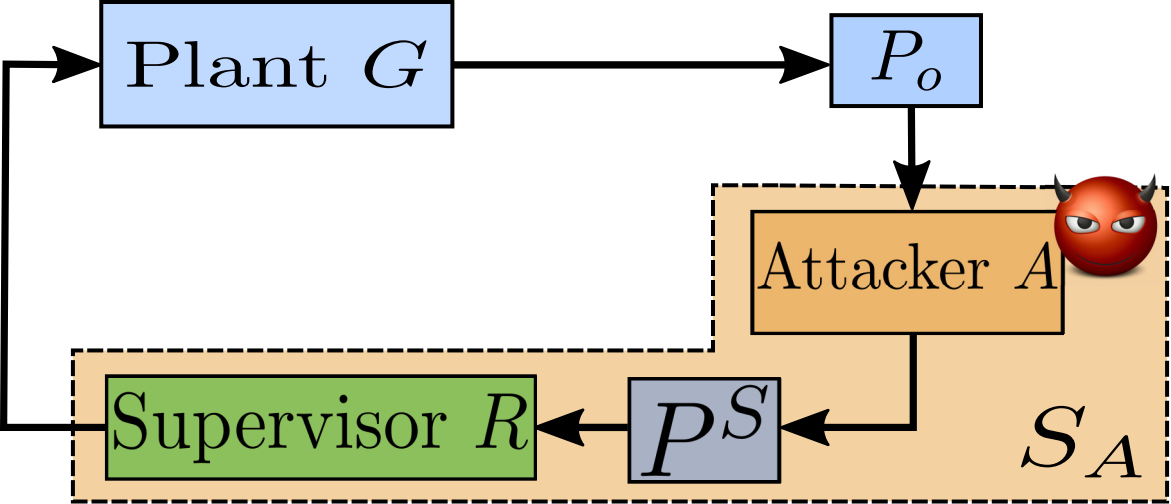 Plant G
P_o
Attacker A
Supervisor R
P^S
S_A